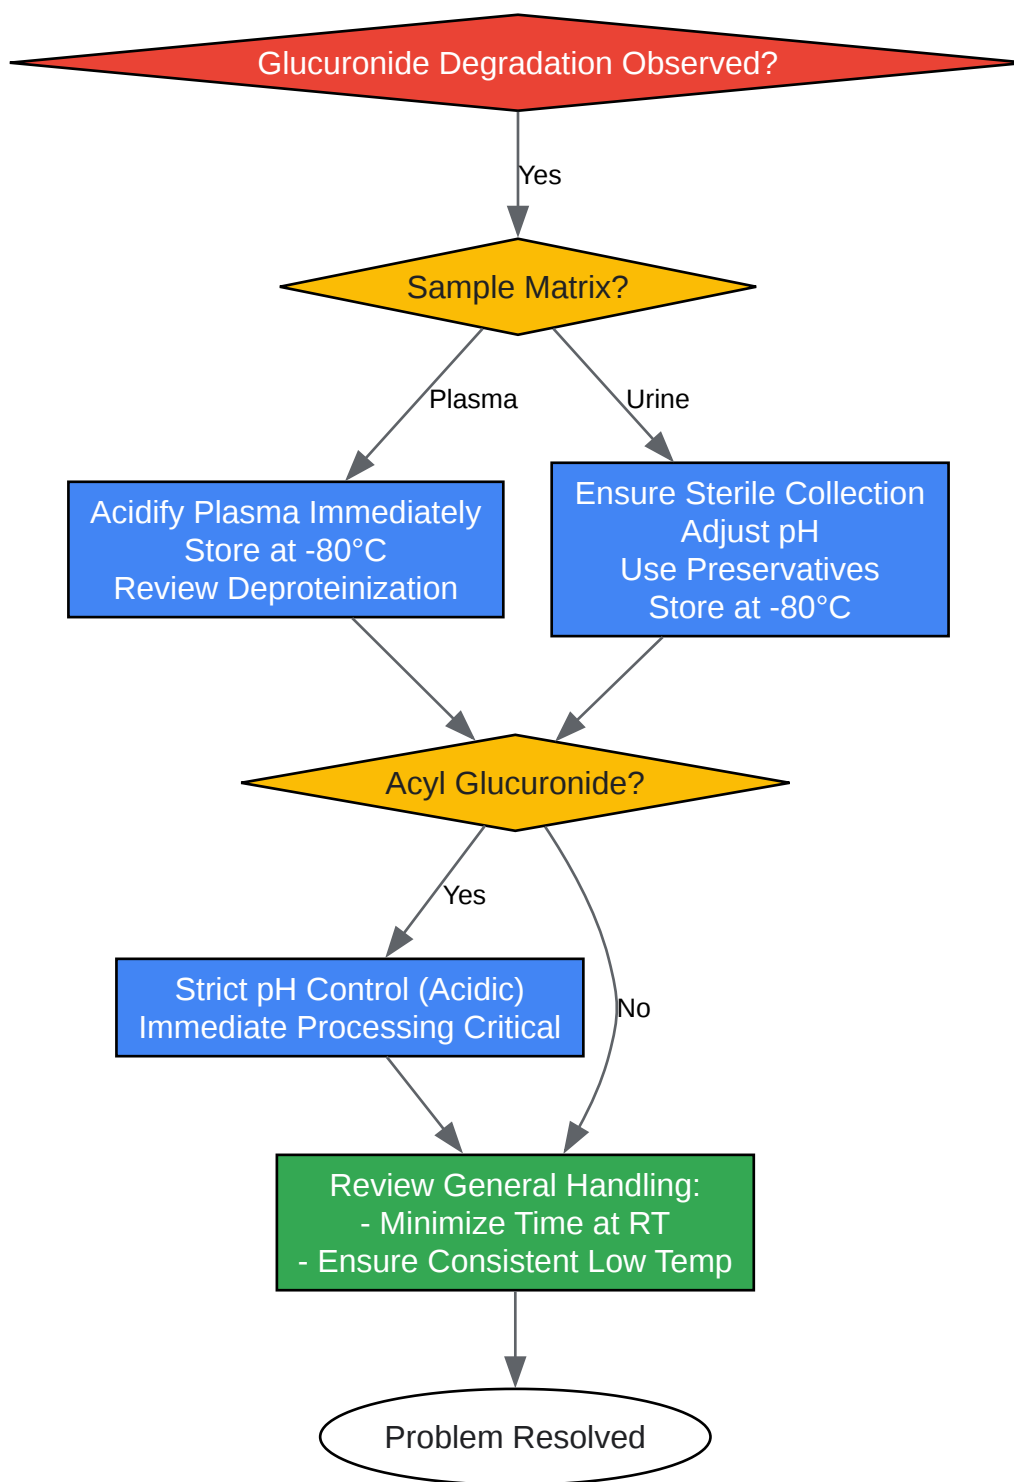 Glucuronide Degradation Observed?
Yes
Sample Matrix?
Plasma
Urine
Acidify Plasma Immediately
Store at -80°C
Review Deproteinization
Ensure Sterile Collection
Adjust pH
Use Preservatives
Store at -80°C
Acyl Glucuronide?
Yes
No
Strict pH Control (Acidic)
Immediate Processing Critical
Review General Handling:
- Minimize Time at RT
- Ensure Consistent Low Temp
Problem Resolved